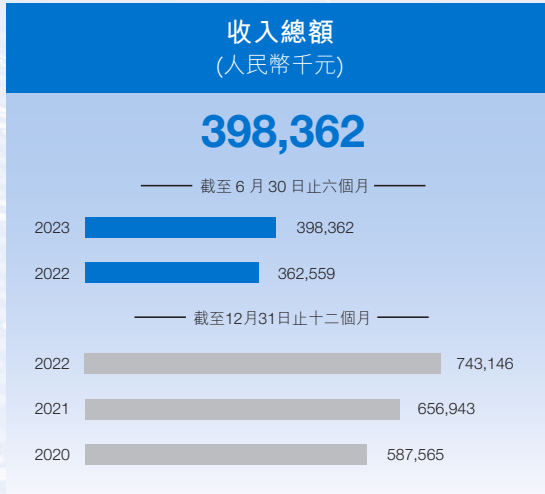 收入總額
(人民幣千元)
398,362
截至 6 月 30 日止六個月
2023 398,362
2022 362,559
截至12月31日止十二個月
2022 743,146
2021 656,943
2020 587,565